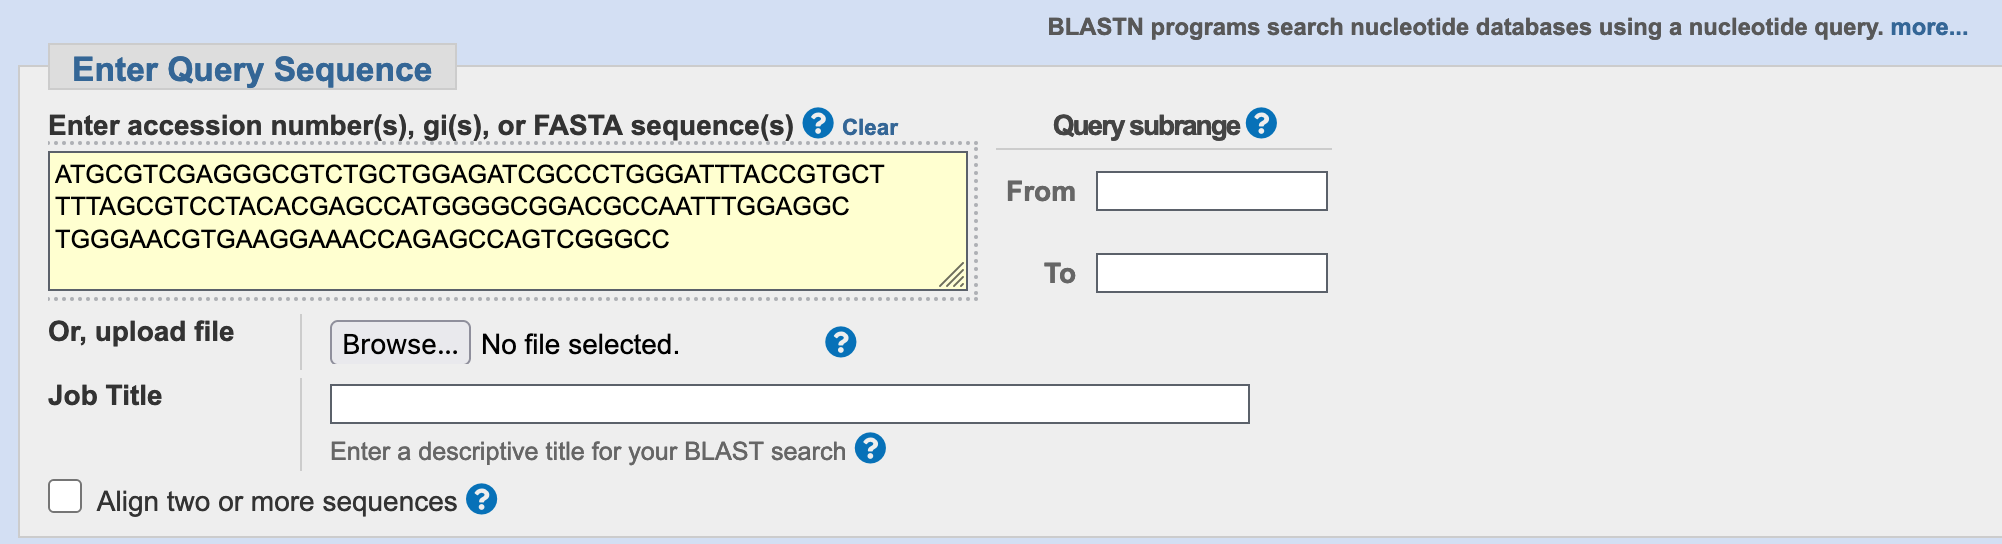 BLASTN programs search nucleotide databases using a nucleotide query. more...
Enter Query Sequence
Enter accession number(s), gi(s), or FASTA sequence(s) ? Clear
Query subrange ?
ATGCGTCGAGGGCGTCTGCTGGAGATCGCCCTGGGATTTACCGTGCT
TTTAGCGTCCTACACGAGCCATGGGGCGGACGCCAATTTGGAGGC
TGGGAACGTGAAGGAAACCAGAGCCAGTCGGGCC
From
To
Or, upload file
Browse... No file selected. ?
Job Title
Enter a descriptive title for your BLAST search ?
Align two or more sequences ?